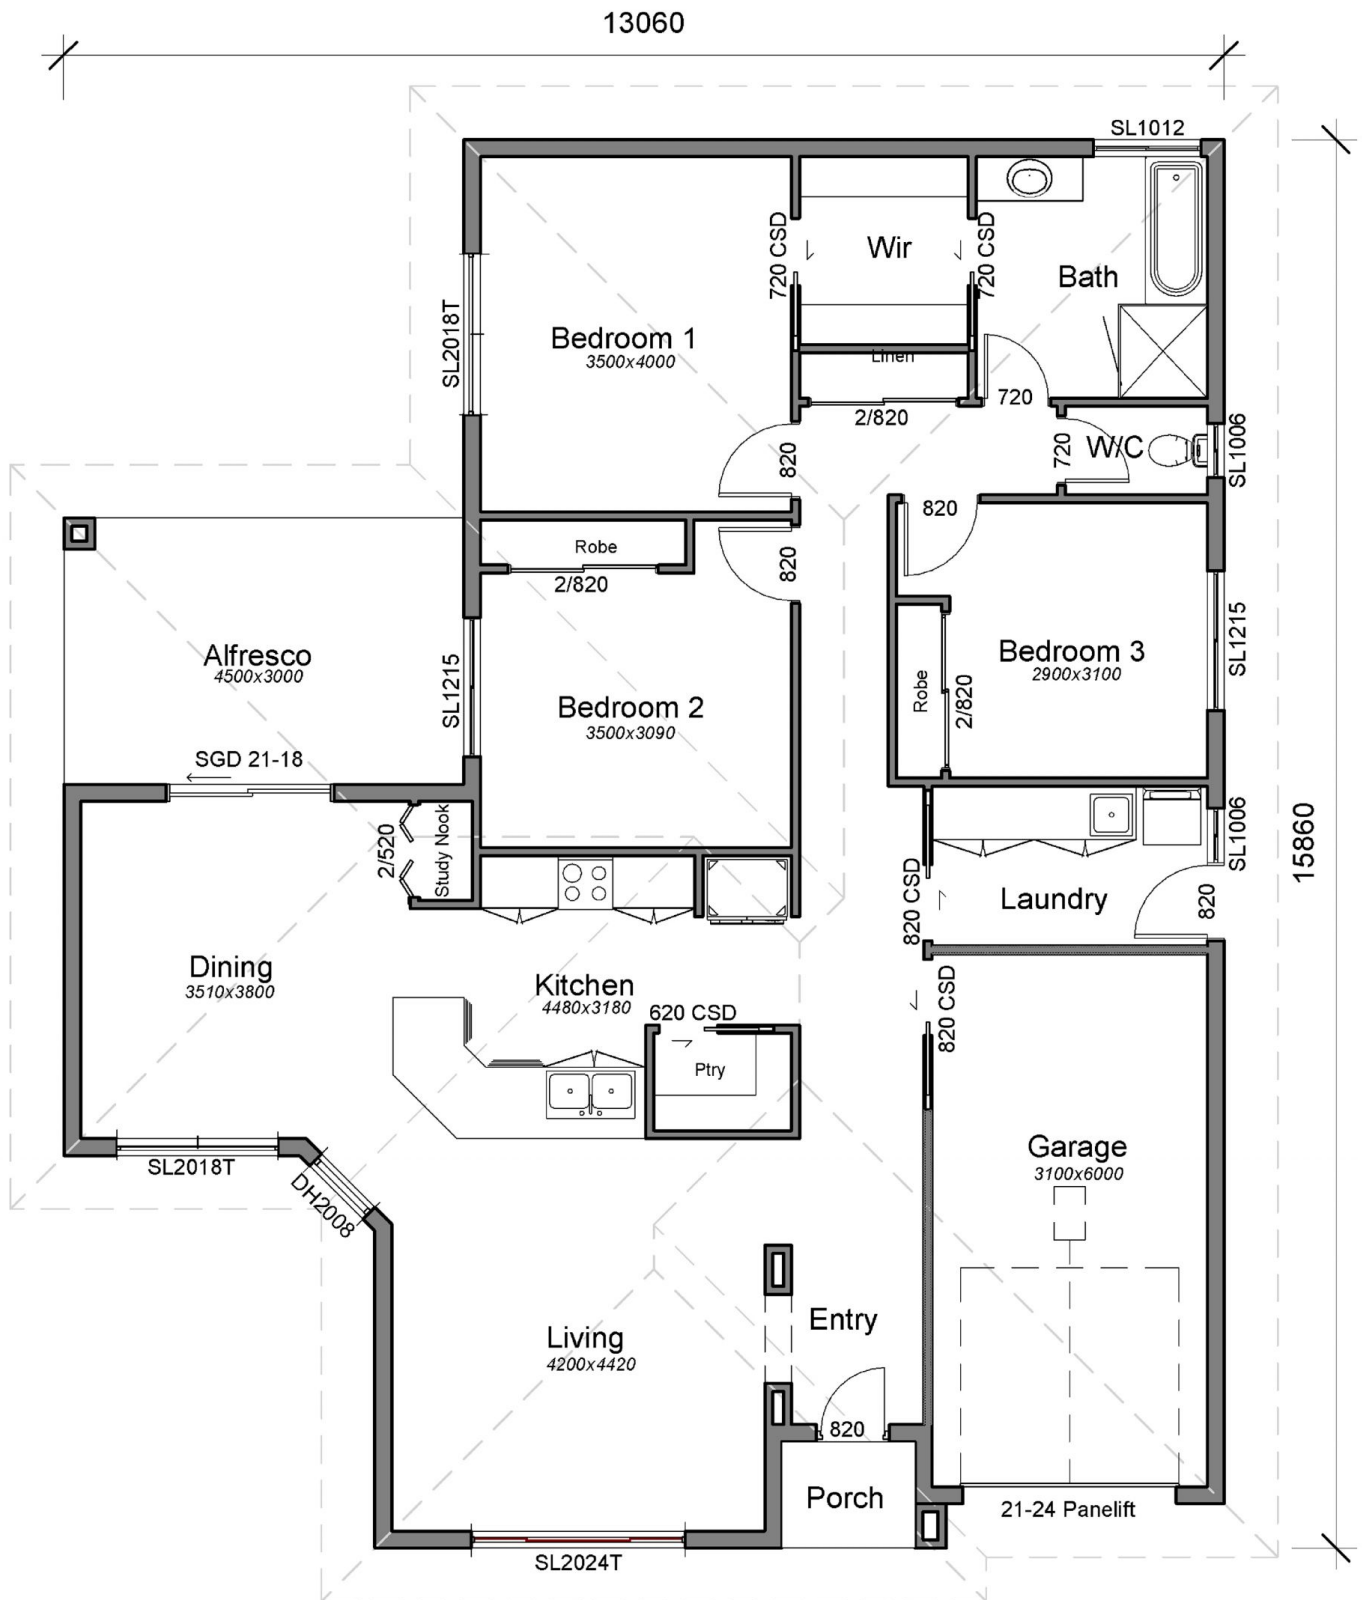 13060
SL1012
720 CSD
Wir
720 CSD
Bath
SL2018T
Bedroom 1
3500x4000
Linen
2/820
720
820
720
W/C
SL1006
820
Robe
2/820
820
Alfresco
4500x3000
SL1215
Bedroom 2
3500x3090
Bedroom 3
2900x3100
Robe
2/820
SL1215
SGD 21-18
2/520
Study Nook
SL1006
15860
820 CSD
Laundry
820
Dining
3510x3800
Kitchen
4480x3180
620 CSD
820 CSD
Ptry
Garage
3100x6000
SL2018T
DH2008
Entry
Living
4200x4420
820
Porch
21-24 Panelift
SL2024T